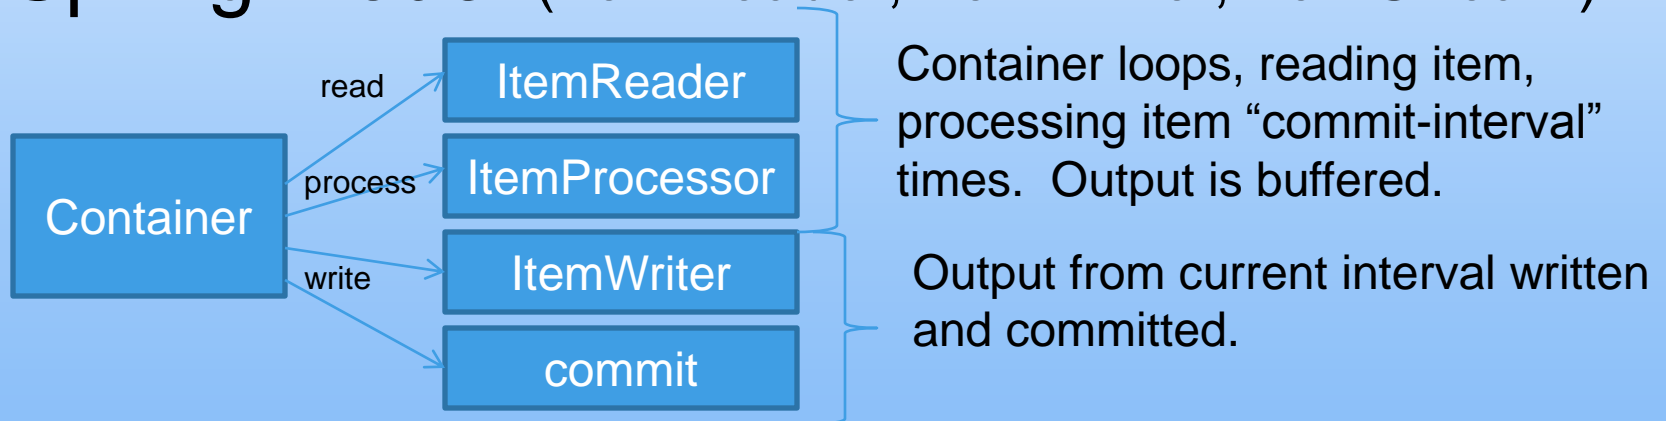 read
ItemReader
process
ItemProcessor
Container
write
ItemWriter
commit
Container loops, reading item,
processing item “commit-interval”
times.  Output is buffered.
Output from current interval written
and committed.